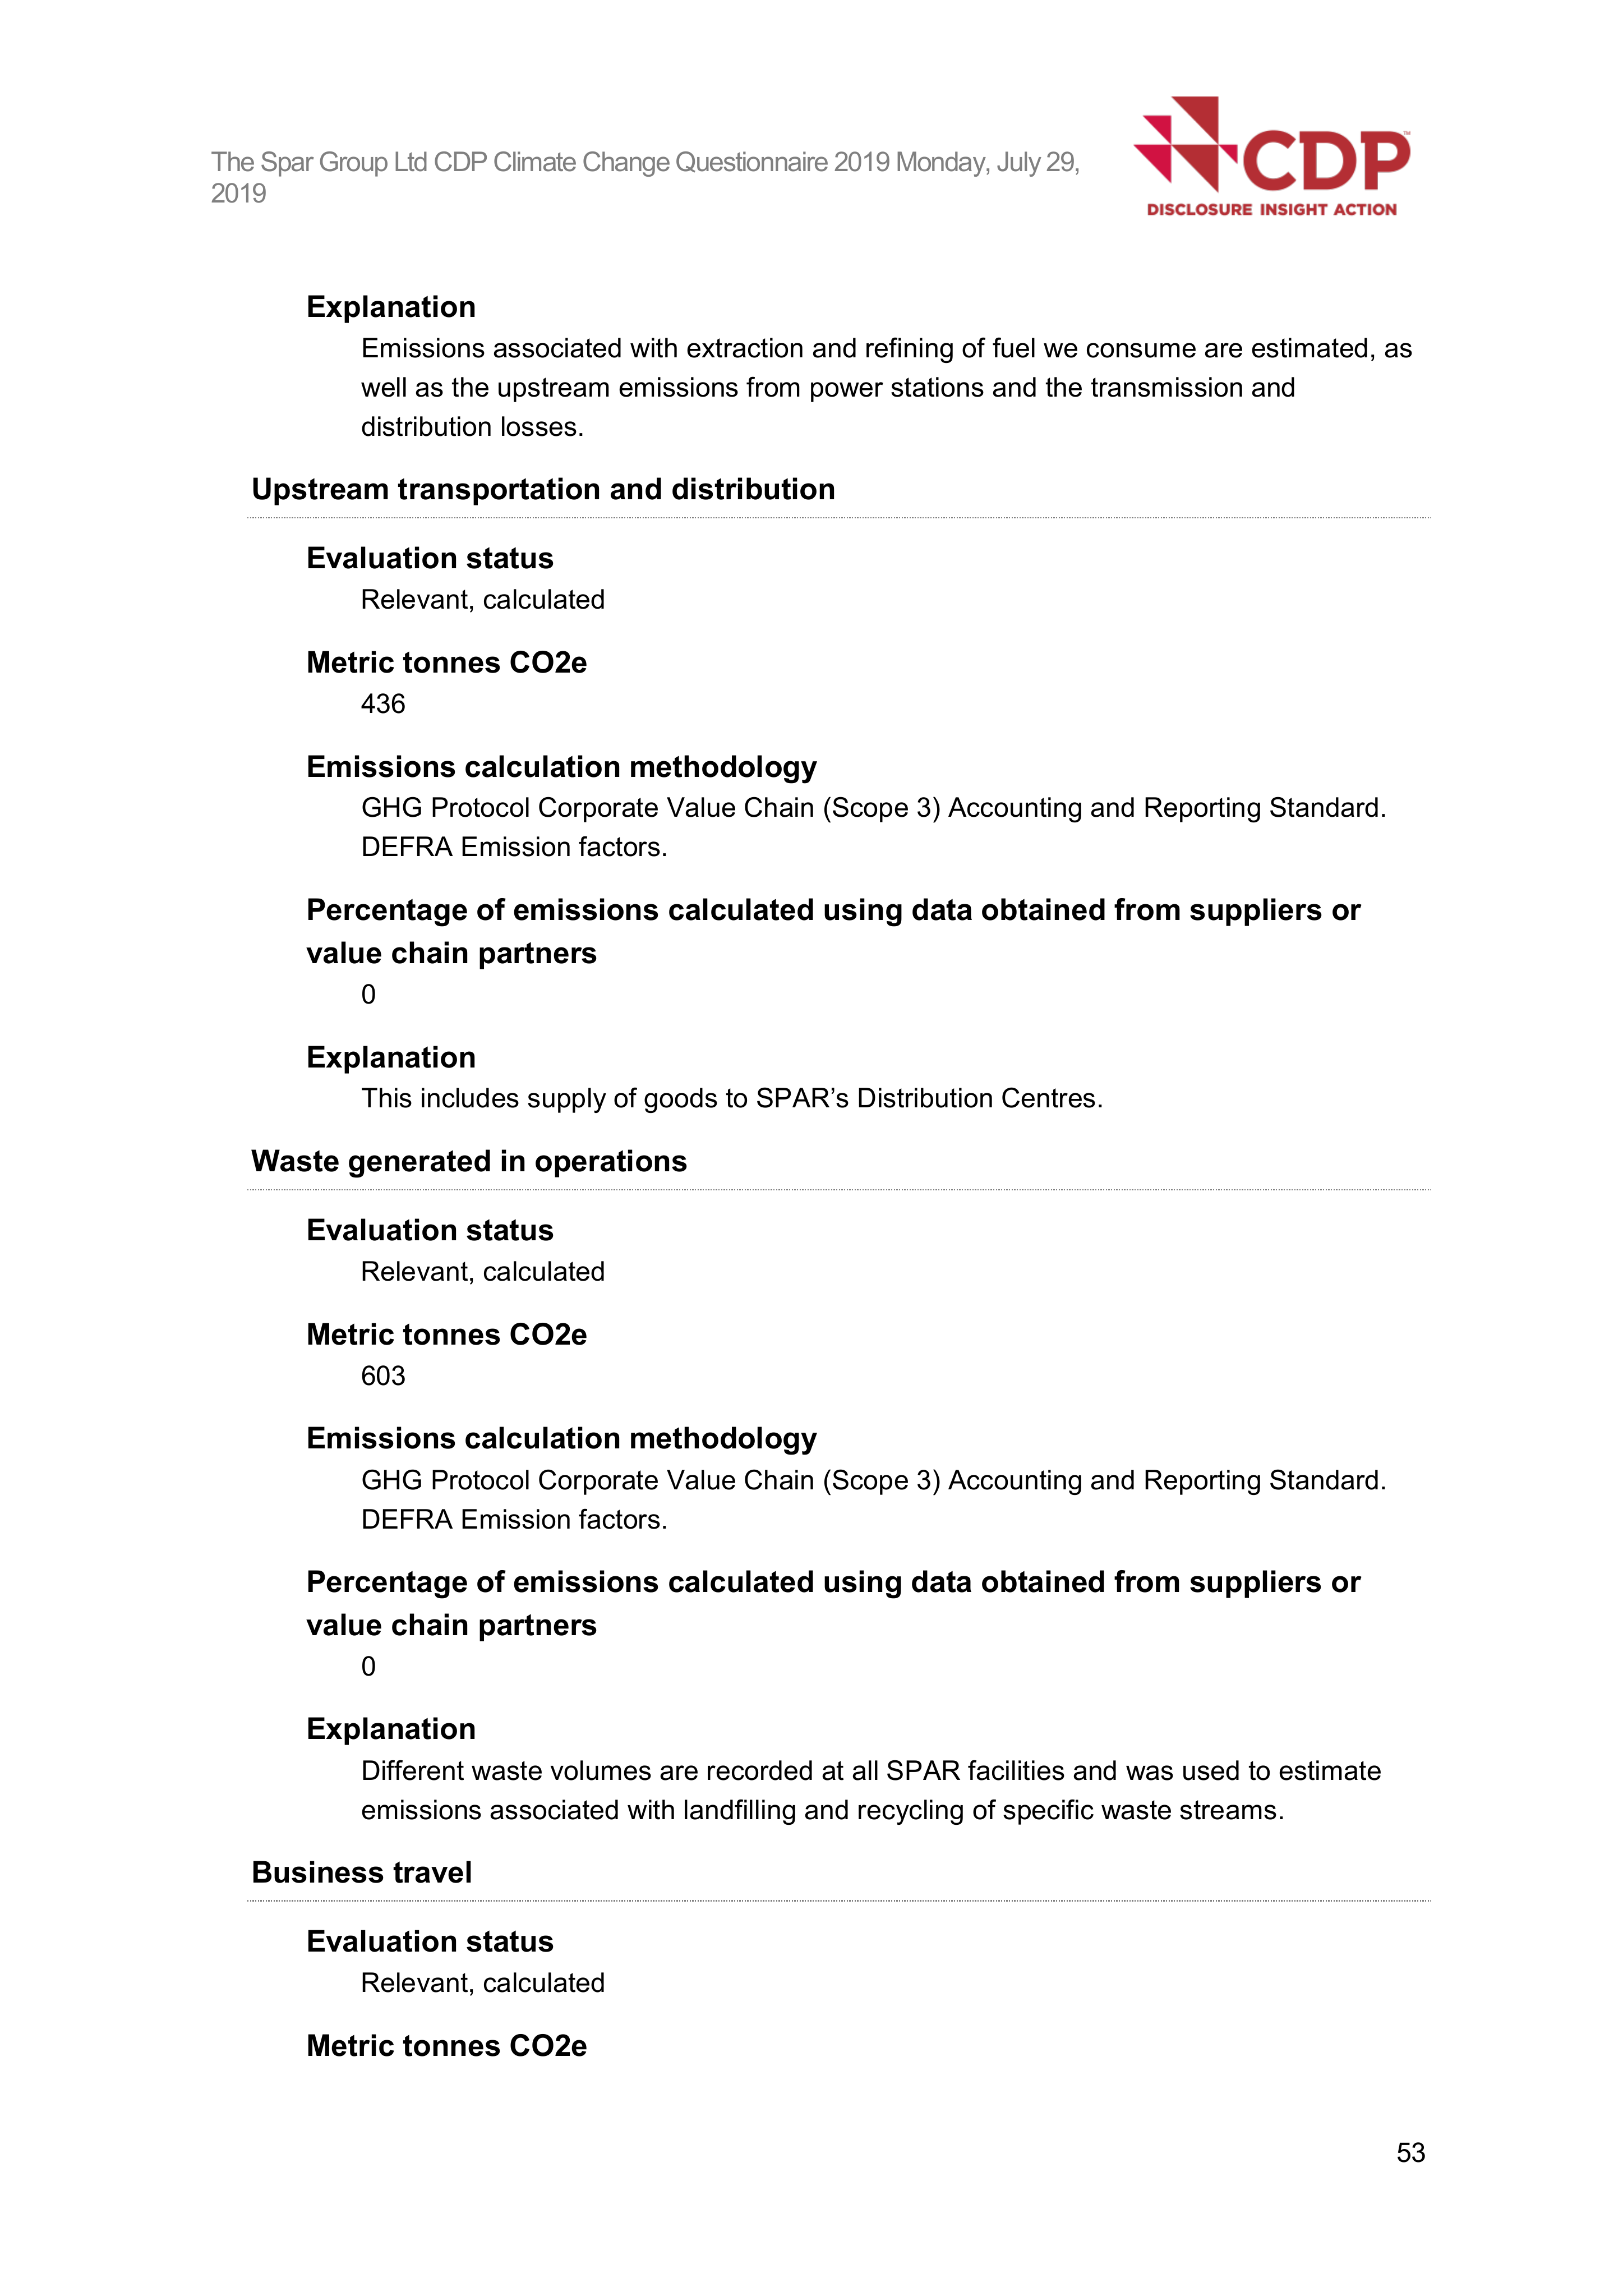 The Spar Group Ltd CDP Climate Change Questionnaire 2019 Monday, July 29,
2019
CDP™
DISCLOSURE INSIGHT ACTION
Explanation
Emissions associated with extraction and refining of fuel we consume are estimated, as
well as the upstream emissions from power stations and the transmission and
distribution losses.
Upstream transportation and distribution
Evaluation status
Relevant, calculated
Metric tonnes CO2e
436
Emissions calculation methodology
GHG Protocol Corporate Value Chain (Scope 3) Accounting and Reporting Standard.
DEFRA Emission factors.
Percentage of emissions calculated using data obtained from suppliers or
value chain partners
0
Explanation
This includes supply of goods to SPAR’s Distribution Centres.
Waste generated in operations
Evaluation status
Relevant, calculated
Metric tonnes CO2e
603
Emissions calculation methodology
GHG Protocol Corporate Value Chain (Scope 3) Accounting and Reporting Standard.
DEFRA Emission factors.
Percentage of emissions calculated using data obtained from suppliers or
value chain partners
0
Explanation
Different waste volumes are recorded at all SPAR facilities and was used to estimate
emissions associated with landfilling and recycling of specific waste streams.
Business travel
Evaluation status
Relevant, calculated
Metric tonnes CO2e
53